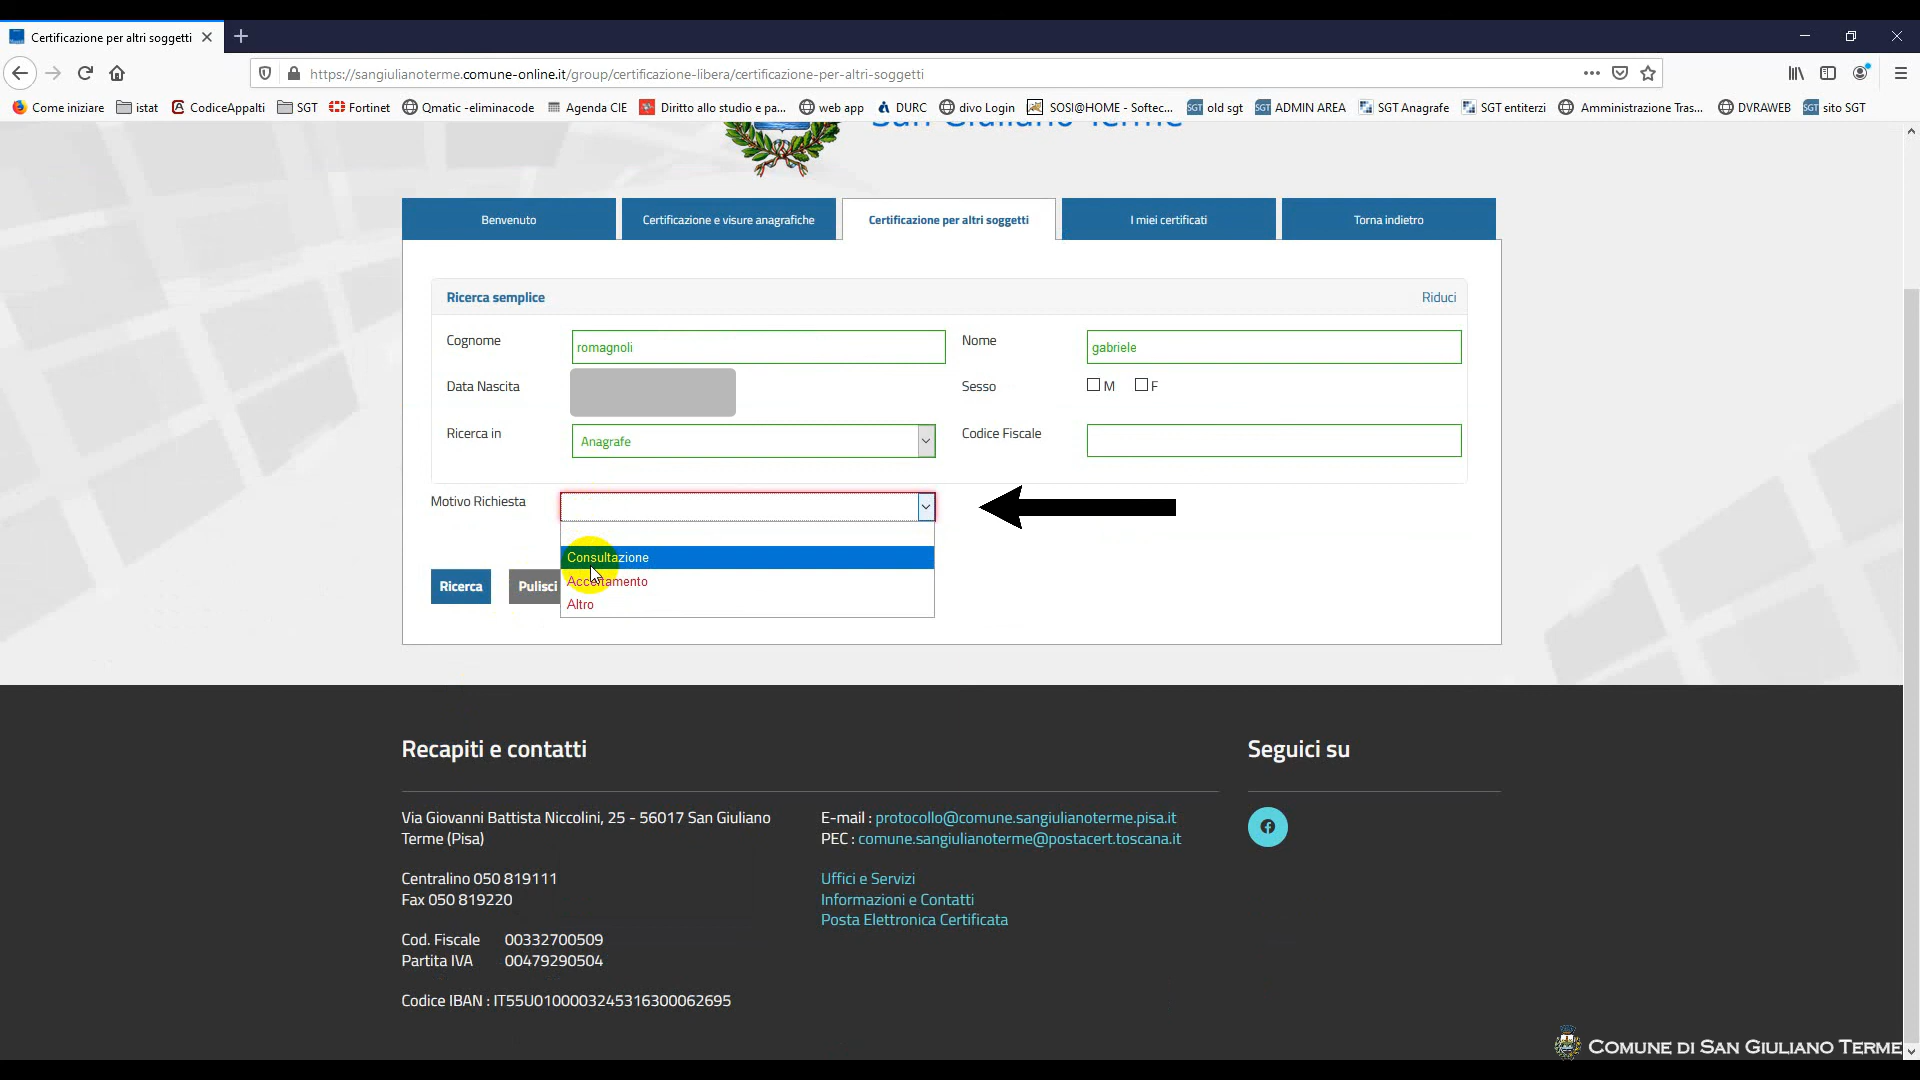 Certificazione per altri soggetti
https://sangiulianoterme.comune-online.it/group/certificazione-libera/certificazione-per-altri-soggetti
Come iniziare istat CodiceAppalti SGT Fortinet Qmatic -eliminacode Agenda CIE Diritto allo studio e pa... web app DURC divo Login SOSI@HOME - Softec... old sgt ADMIN AREA SGT Anagrafe SGT entiterzi Amministrazione Tras... DVRAWEB sito SGT
San Giuliano Terme
Benvenuto Certificazione e visure anagrafiche Certificazione per altri soggetti I miei certificati Torna indietro
Ricerca semplice Riduci
Cognome romagnoli Nome gabriele
Data Nascita Sesso M F
Ricerca in Anagrafe Codice Fiscale
Motivo Richiesta
Consultazione
Accertamento
Ricerca Pulisci
Altro
Recapiti e contatti
Seguici su
Via Giovanni Battista Niccolini, 25 - 56017 San Giuliano
Terme (Pisa)
Centralino 050 819111
Fax 050 819220
Cod. Fiscale 00332700509
Partita IVA 00479290504
Codice IBAN : IT55U0100003245316300062695
E-mail : protocollo@comune.sangiulianoterme.pisa.it
PEC : comune.sangiulianoterme@postacert.toscana.it
Uffici e Servizi
Informazioni e Contatti
Posta Elettronica Certificata
COMUNE DI SAN GIULIANO TERME